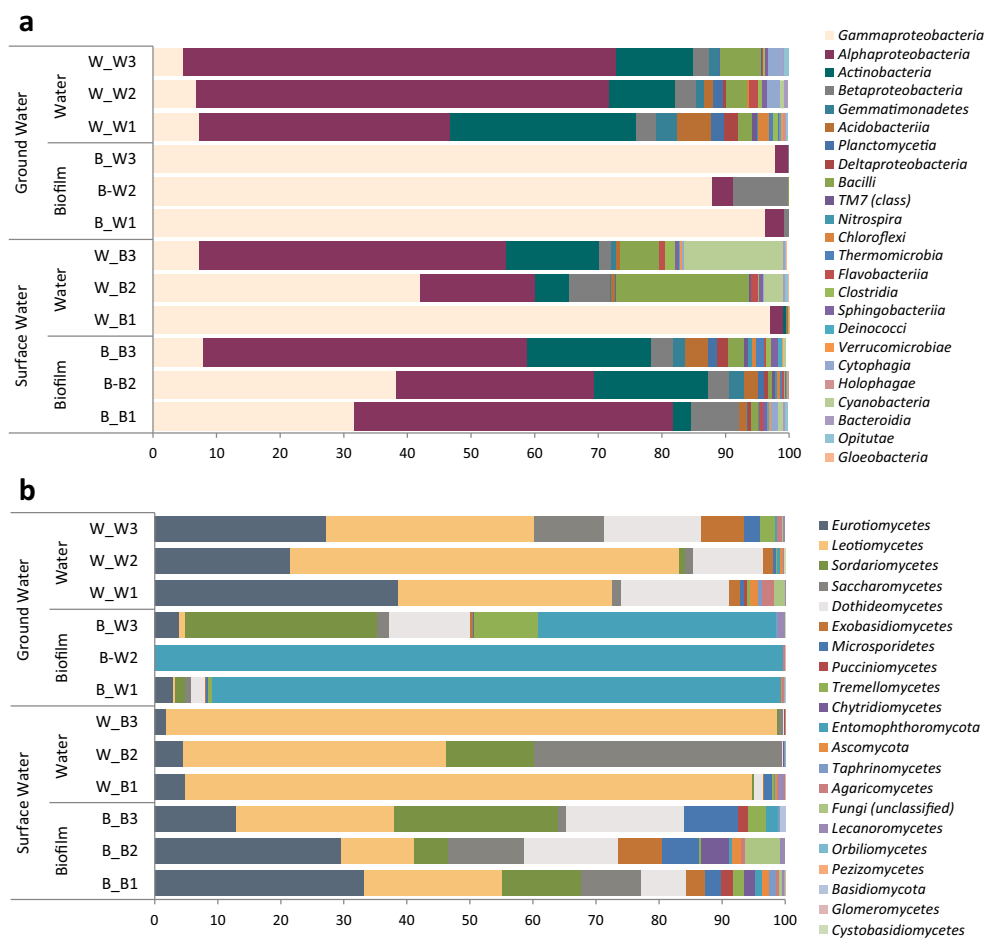 a
Ground Water
Water
W_W3
W_W2
W_W1
Biofilm
B_W3
B-W2
B_W1
Surface Water
Water
W_B3
W_B2
W_B1
Biofilm
B_B3
B-B2
B_B1
0 10 20 30 40 50 60 70 80 90 100
Gammaproteobacteria
Alphaproteobacteria
Actinobacteria
Betaproteobacteria
Gemmatimonadetes
Acidobacteriia
Planctomycetia
Deltaproteobacteria
Bacilli
TM7 (class)
Nitrospira
Chloroflexi
Thermomicrobia
Flavobacteriia
Clostridia
Sphingobacteriia
Deinococci
Verrucomicrobiae
Cytophagia
Holophagae
Cyanobacteria
Bacteroidia
Opitutae
Gloeobacteria
b
Ground Water
Water
W_W3
W_W2
W_W1
Biofilm
B_W3
B-W2
B_W1
Surface Water
Water
W_B3
W_B2
W_B1
Biofilm
B_B3
B_B2
B_B1
0 10 20 30 40 50 60 70 80 90 100
Eurotiomycetes
Leotiomycetes
Sordariomycetes
Saccharomycetes
Dothideomycetes
Exobasidiomycetes
Microsporidetes
Pucciniomycetes
Tremellomycetes
Chytridiomycetes
Entomophthoromycota
Ascomycota
Taphrinomycetes
Agaricomycetes
Fungi (unclassified)
Lecanoromycetes
Orbiliomycetes
Pezizomycetes
Basidiomycota
Glomeromycetes
Cystobasidiomycetes